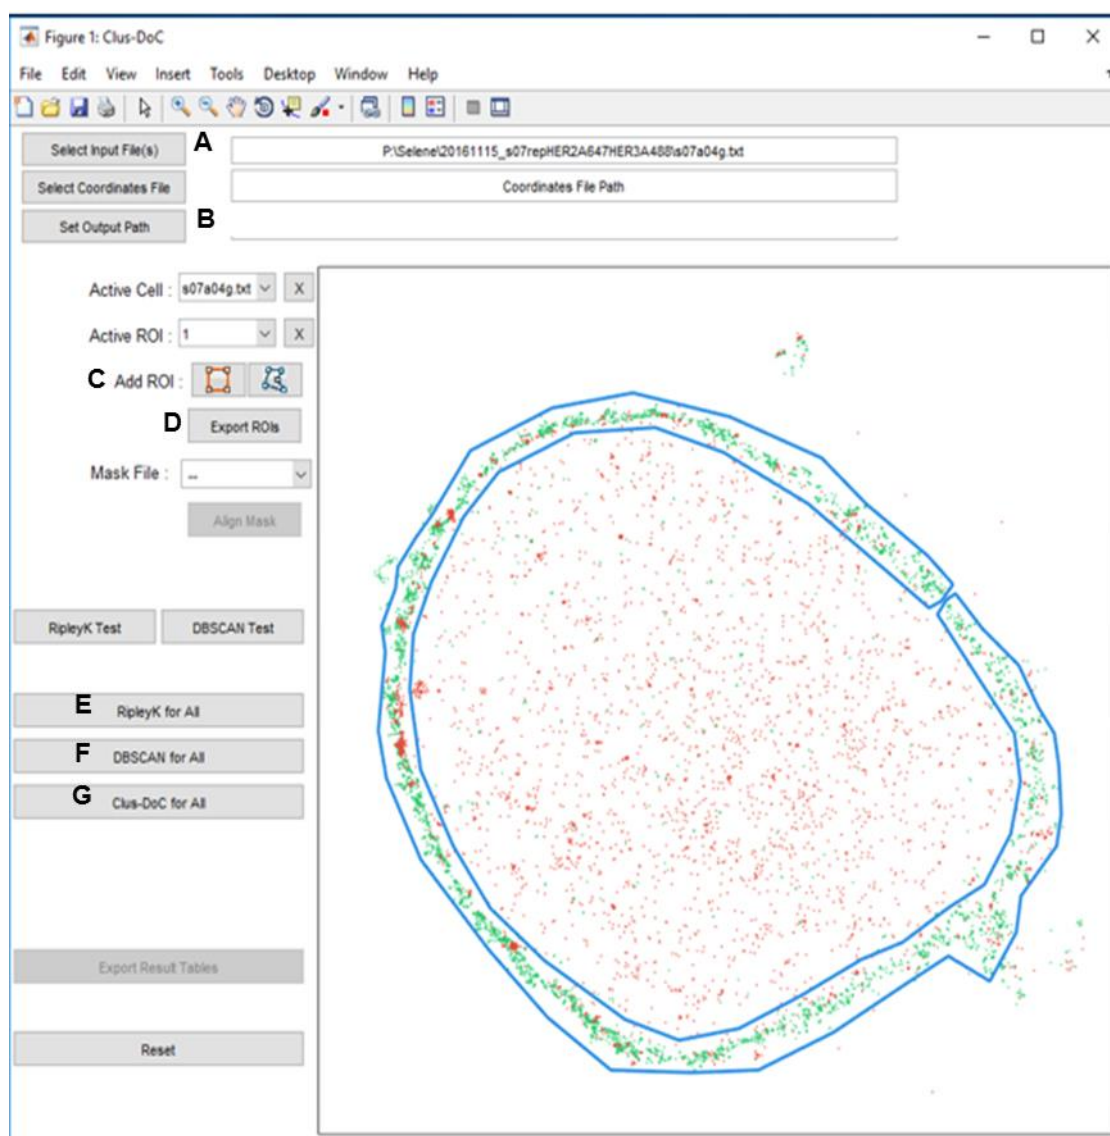 Figure 1: Clus-DoC
File Edit View Insert Tools Desktop Window Help
Select Input File(s) A P:\Selene\20161115_s07repHER2A647HER3A488\s07a04g.txt
Select Coordinates File Coordinates File Path
Set Output Path B
Active Cell : s07a04g.txt X
Active ROI : 1 X
C Add ROI :
D Export ROIs
Mask File : --
Align Mask
RipleyK Test DBSCAN Test
E RipleyK for All
F DBSCAN for All
G Clus-DoC for All
Export Result Tables
Reset